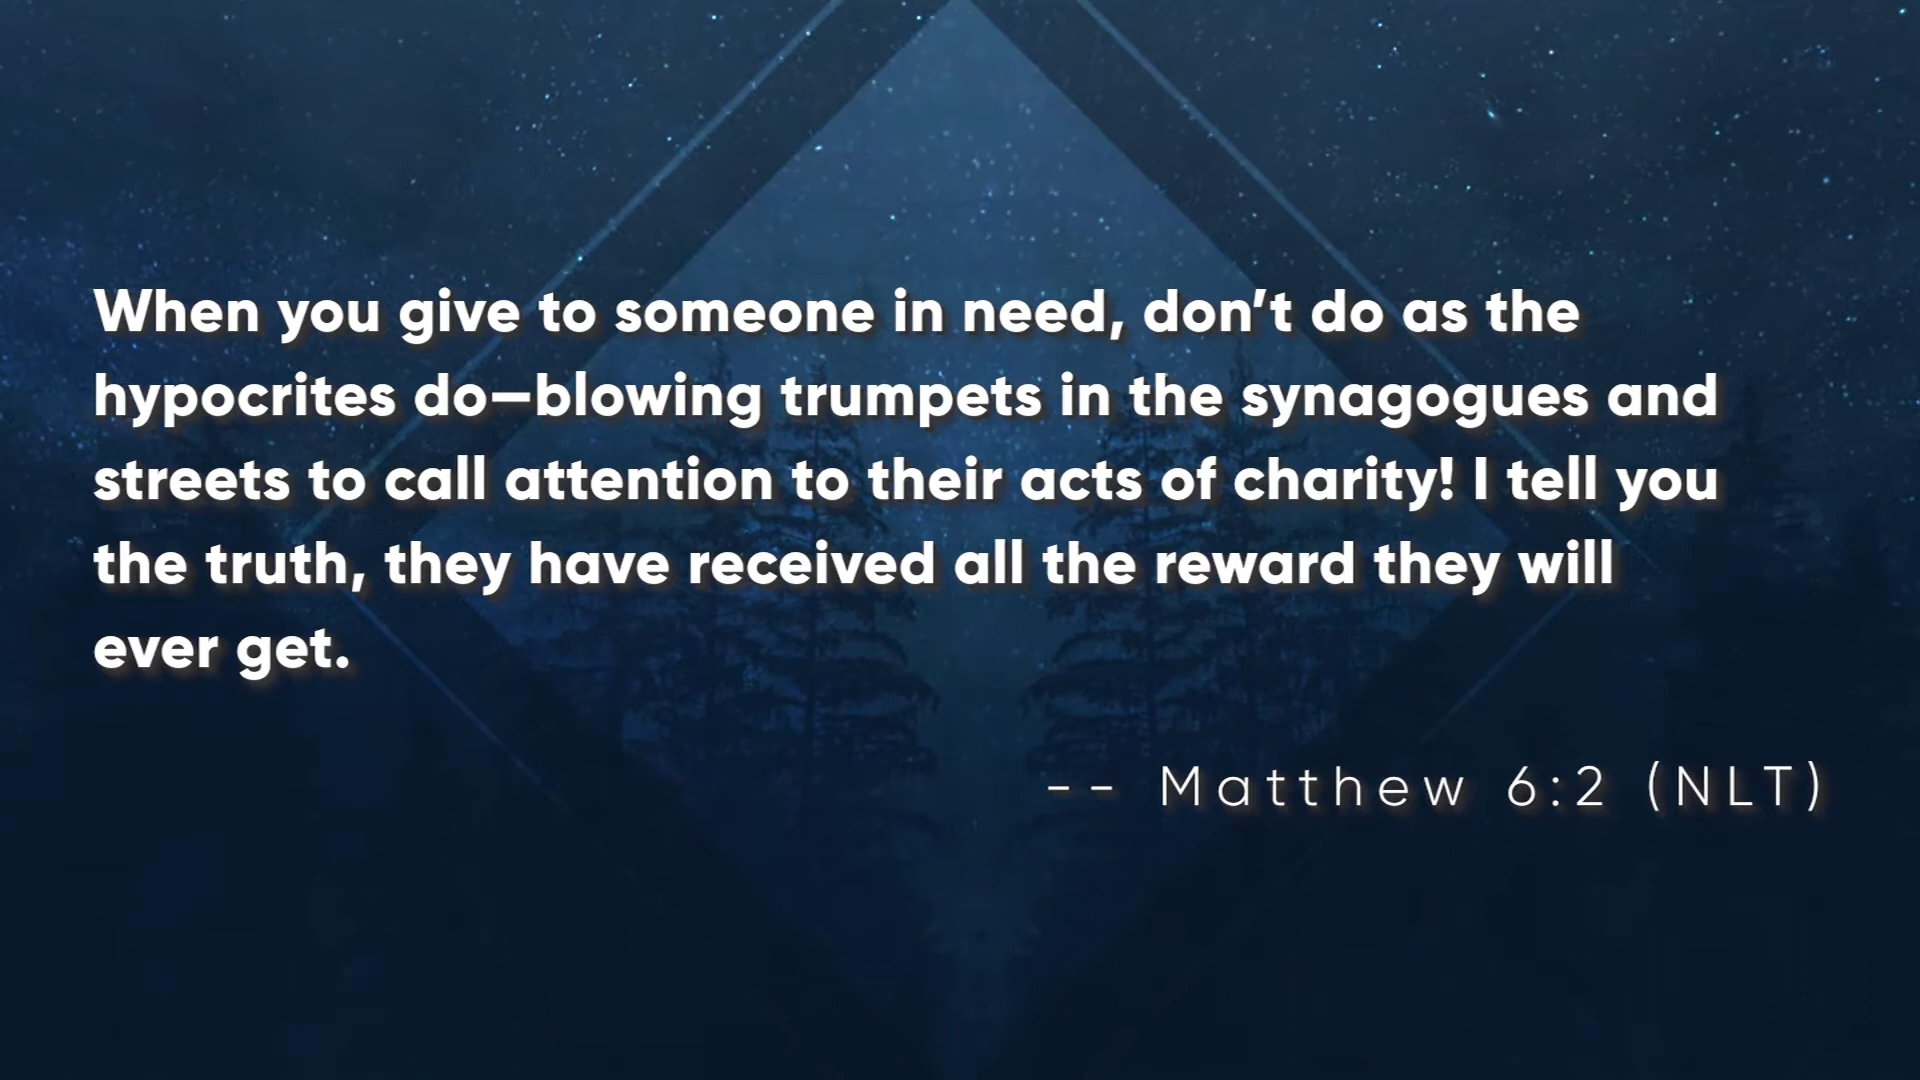 When you give to someone in need, don’t do as the
hypocrites do—blowing trumpets in the synagogues and
streets to call attention to their acts of charity! I tell you
the truth, they have received all the reward they will
ever get.
-- Matthew 6:2 (NLT)